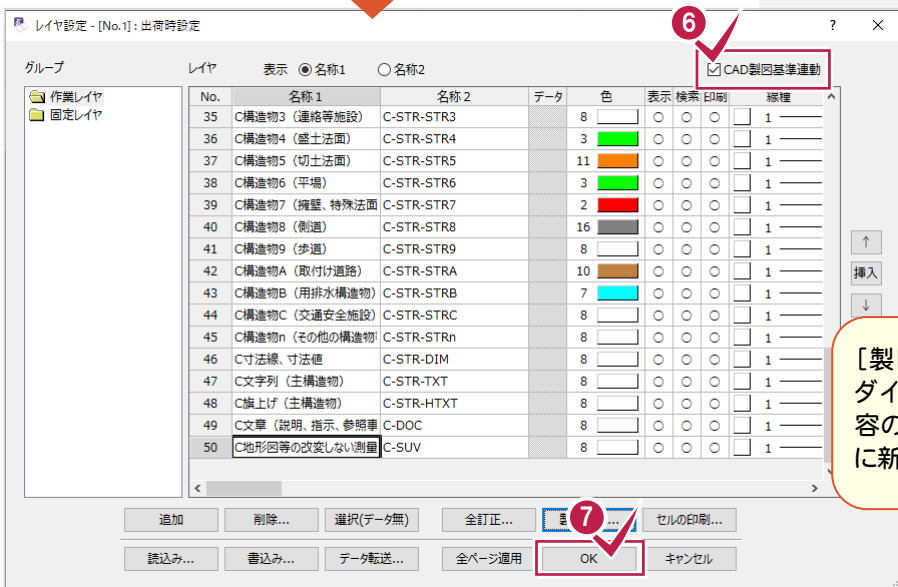 レイヤ設定 - [No.1] : 出荷時設定 ? ×
6
グループ レイヤ 表示 名称1 名称2 CAD製図基準連動
作業レイヤ
固定レイヤ
No. 名称1 名称2 データ 色 表示 検索 印刷 線種
35 C構造物3（連絡等施設） C-STR-STR3 8 ○ ○ ○ 1
36 C構造物4（盛土法面） C-STR-STR4 3 ○ ○ ○ 1
37 C構造物5（切土法面） C-STR-STR5 11 ○ ○ ○ 1
38 C構造物6（平場） C-STR-STR6 3 ○ ○ ○ 1
39 C構造物7（擁壁、特殊法面 C-STR-STR7 2 ○ ○ ○ 1
40 C構造物8（側道） C-STR-STR8 16 ○ ○ ○ 1
41 C構造物9（歩道） C-STR-STR9 8 ○ ○ ○ 1
42 C構造物A（取付け道路） C-STR-STRA 10 ○ ○ ○ 1
43 C構造物B（用排水構造物） C-STR-STRB 7 ○ ○ ○ 1
44 C構造物C（交通安全施設） C-STR-STRC 8 ○ ○ ○ 1
45 C構造物n（その他の構造物 C-STR-STRn 8 ○ ○ ○ 1
46 C寸法線、寸法値 C-STR-DIM 8 ○ ○ ○ 1
47 C文字列（主構造物） C-STR-TXT 8 ○ ○ ○ 1
48 C旗上げ（主構造物） C-STR-HTXT 8 ○ ○ ○ 1
49 C文章（説明、指示、参照事 C-DOC 8 ○ ○ ○ 1
50 C地形図等の改変しない測量 C-SUV 8 ○ ○ ○ 1
↑
挿入
↓
[製
ダイ
容の
に新
追加 削除... 選択(データ無) 全訂正... 7 セルの印刷...
読込み... 書込み... データ転送... 全ページ適用 OK キャンセル